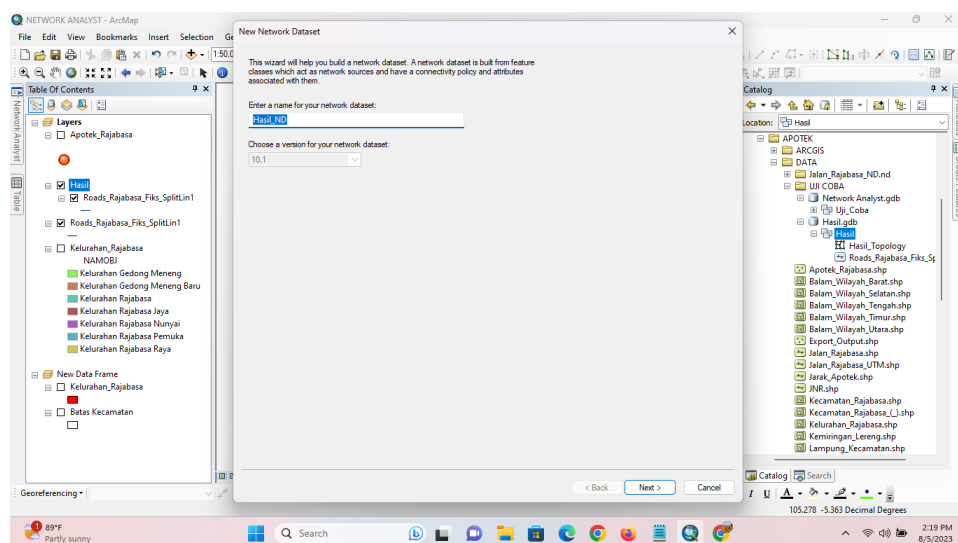 NETWORK ANALYST - ArcMap
File Edit View Bookmarks Insert Selection
1:50,0
Table Of Contents
Layers
Apotek_Rajabasa
Hasil
Roads_Rajabasa_Fiks_SplitLin1
Roads_Rajabasa_Fiks_SplitLin1
Kelurahan_Rajabasa
NAMOBJ
Kelurahan Gedong Meneng
Kelurahan Gedong Meneng Baru
Kelurahan Rajabasa
Kelurahan Rajabasa Jaya
Kelurahan Rajabasa Nunyai
Kelurahan Rajabasa Pemuka
Kelurahan Rajabasa Raya
New Data Frame
Kelurahan_Rajabasa
Batas Kecamatan
Network Analyst
Table
Georeferencing
New Network Dataset
This wizard will help you build a network dataset. A network dataset is built from feature
classes which act as network sources and have a connectivity policy and attributes
associated with them.
Enter a name for your network dataset:
Hasil_ND
Choose a version for your network dataset:
10.1
< Back Next > Cancel
Catalog
Location: Hasil
APOTEK
ARCGIS
DATA
Jalan_Rajabasa_ND.nd
UJI COBA
Network Analyst.gdb
Uji_Coba
Hasil.gdb
Hasil
Hasil_Topology
Roads_Rajabasa_Fiks_Sp
Apotek_Rajabasa.shp
Balam_Wilayah_Barat.shp
Balam_Wilayah_Selatan.shp
Balam_Wilayah_Tengah.shp
Balam_Wilayah_Timur.shp
Balam_Wilayah_Utara.shp
Export_Output.shp
Jalan_Rajabasa.shp
Jalan_Rajabasa_UTM.shp
Jarak_Apotek.shp
JNR.shp
Kecamatan_Rajabasa.shp
Kecamatan_Rajabasa_(_).shp
Kelurahan_Rajabasa.shp
Kemiringan_Lereng.shp
Lampung_Kecamatan.shp
Catalog Search
I U A
105.278 -5.363 Decimal Degrees
1
89°F
Partly sunny
Search
2:19 PM
8/5/2023